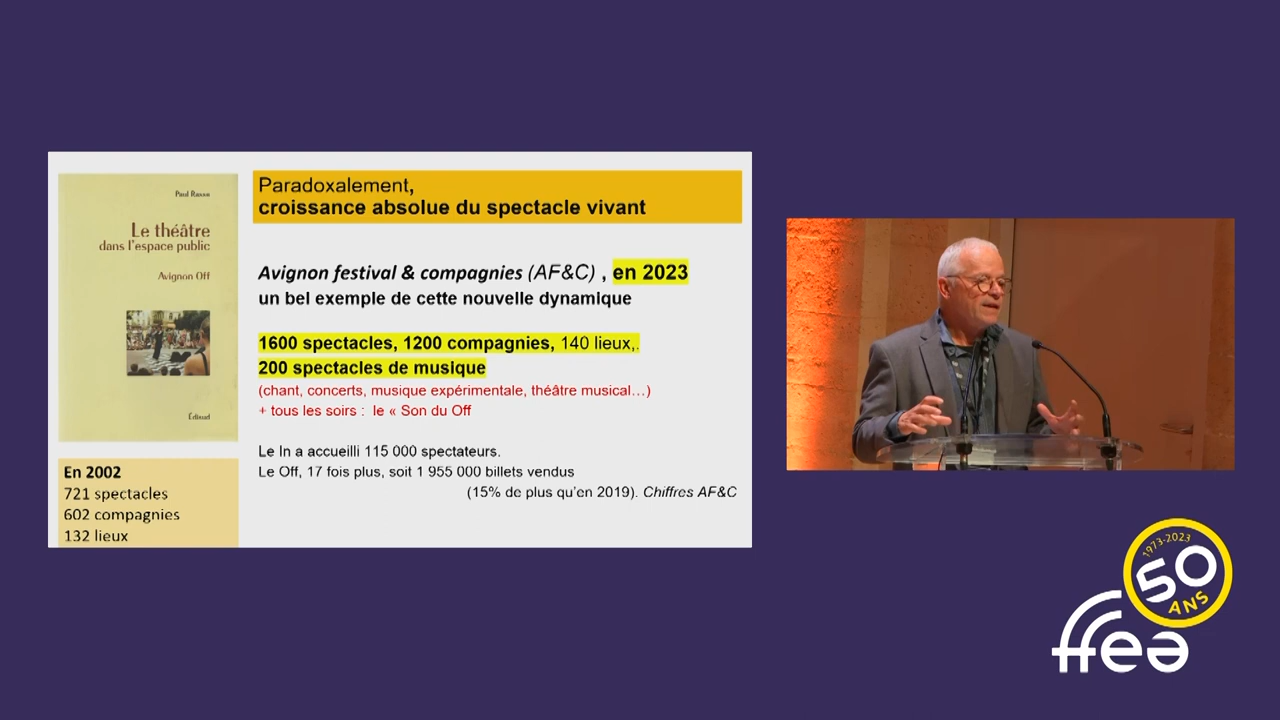 Paul Rasse
Le théâtre
dans l'espace public
Avignon Off
Édisud
En 2002
721 spectacles
602 compagnies
132 lieux
Paradoxalement,
croissance absolue du spectacle vivant
Avignon festival & compagnies (AF&C) , en 2023
un bel exemple de cette nouvelle dynamique
1600 spectacles, 1200 compagnies, 140 lieux,.
200 spectacles de musique
(chant, concerts, musique expérimentale, théâtre musical…)
+ tous les soirs : le « Son du Off
Le In a accueilli 115 000 spectateurs.
Le Off, 17 fois plus, soit 1 955 000 billets vendus
(15% de plus qu'en 2019). Chiffres AF&C
1973-2023
50
ANS
ffea